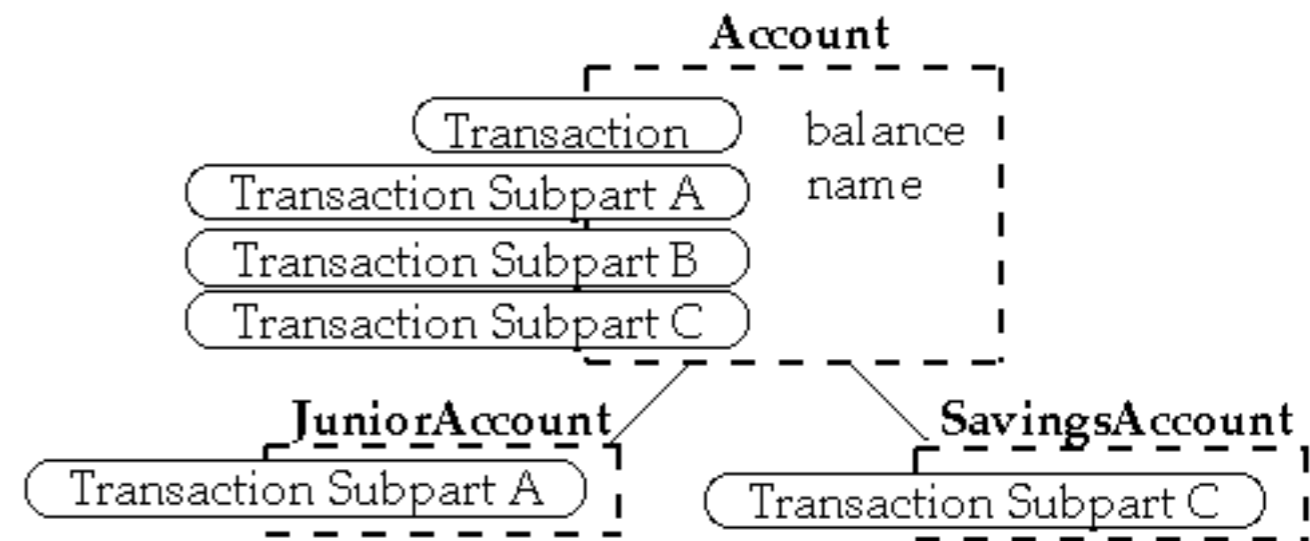 Account
Transaction
balance
Transaction Subpart A
name
Transaction Subpart B
Transaction Subpart C
JuniorAccount
SavingsAccount
Transaction Subpart A
Transaction Subpart C